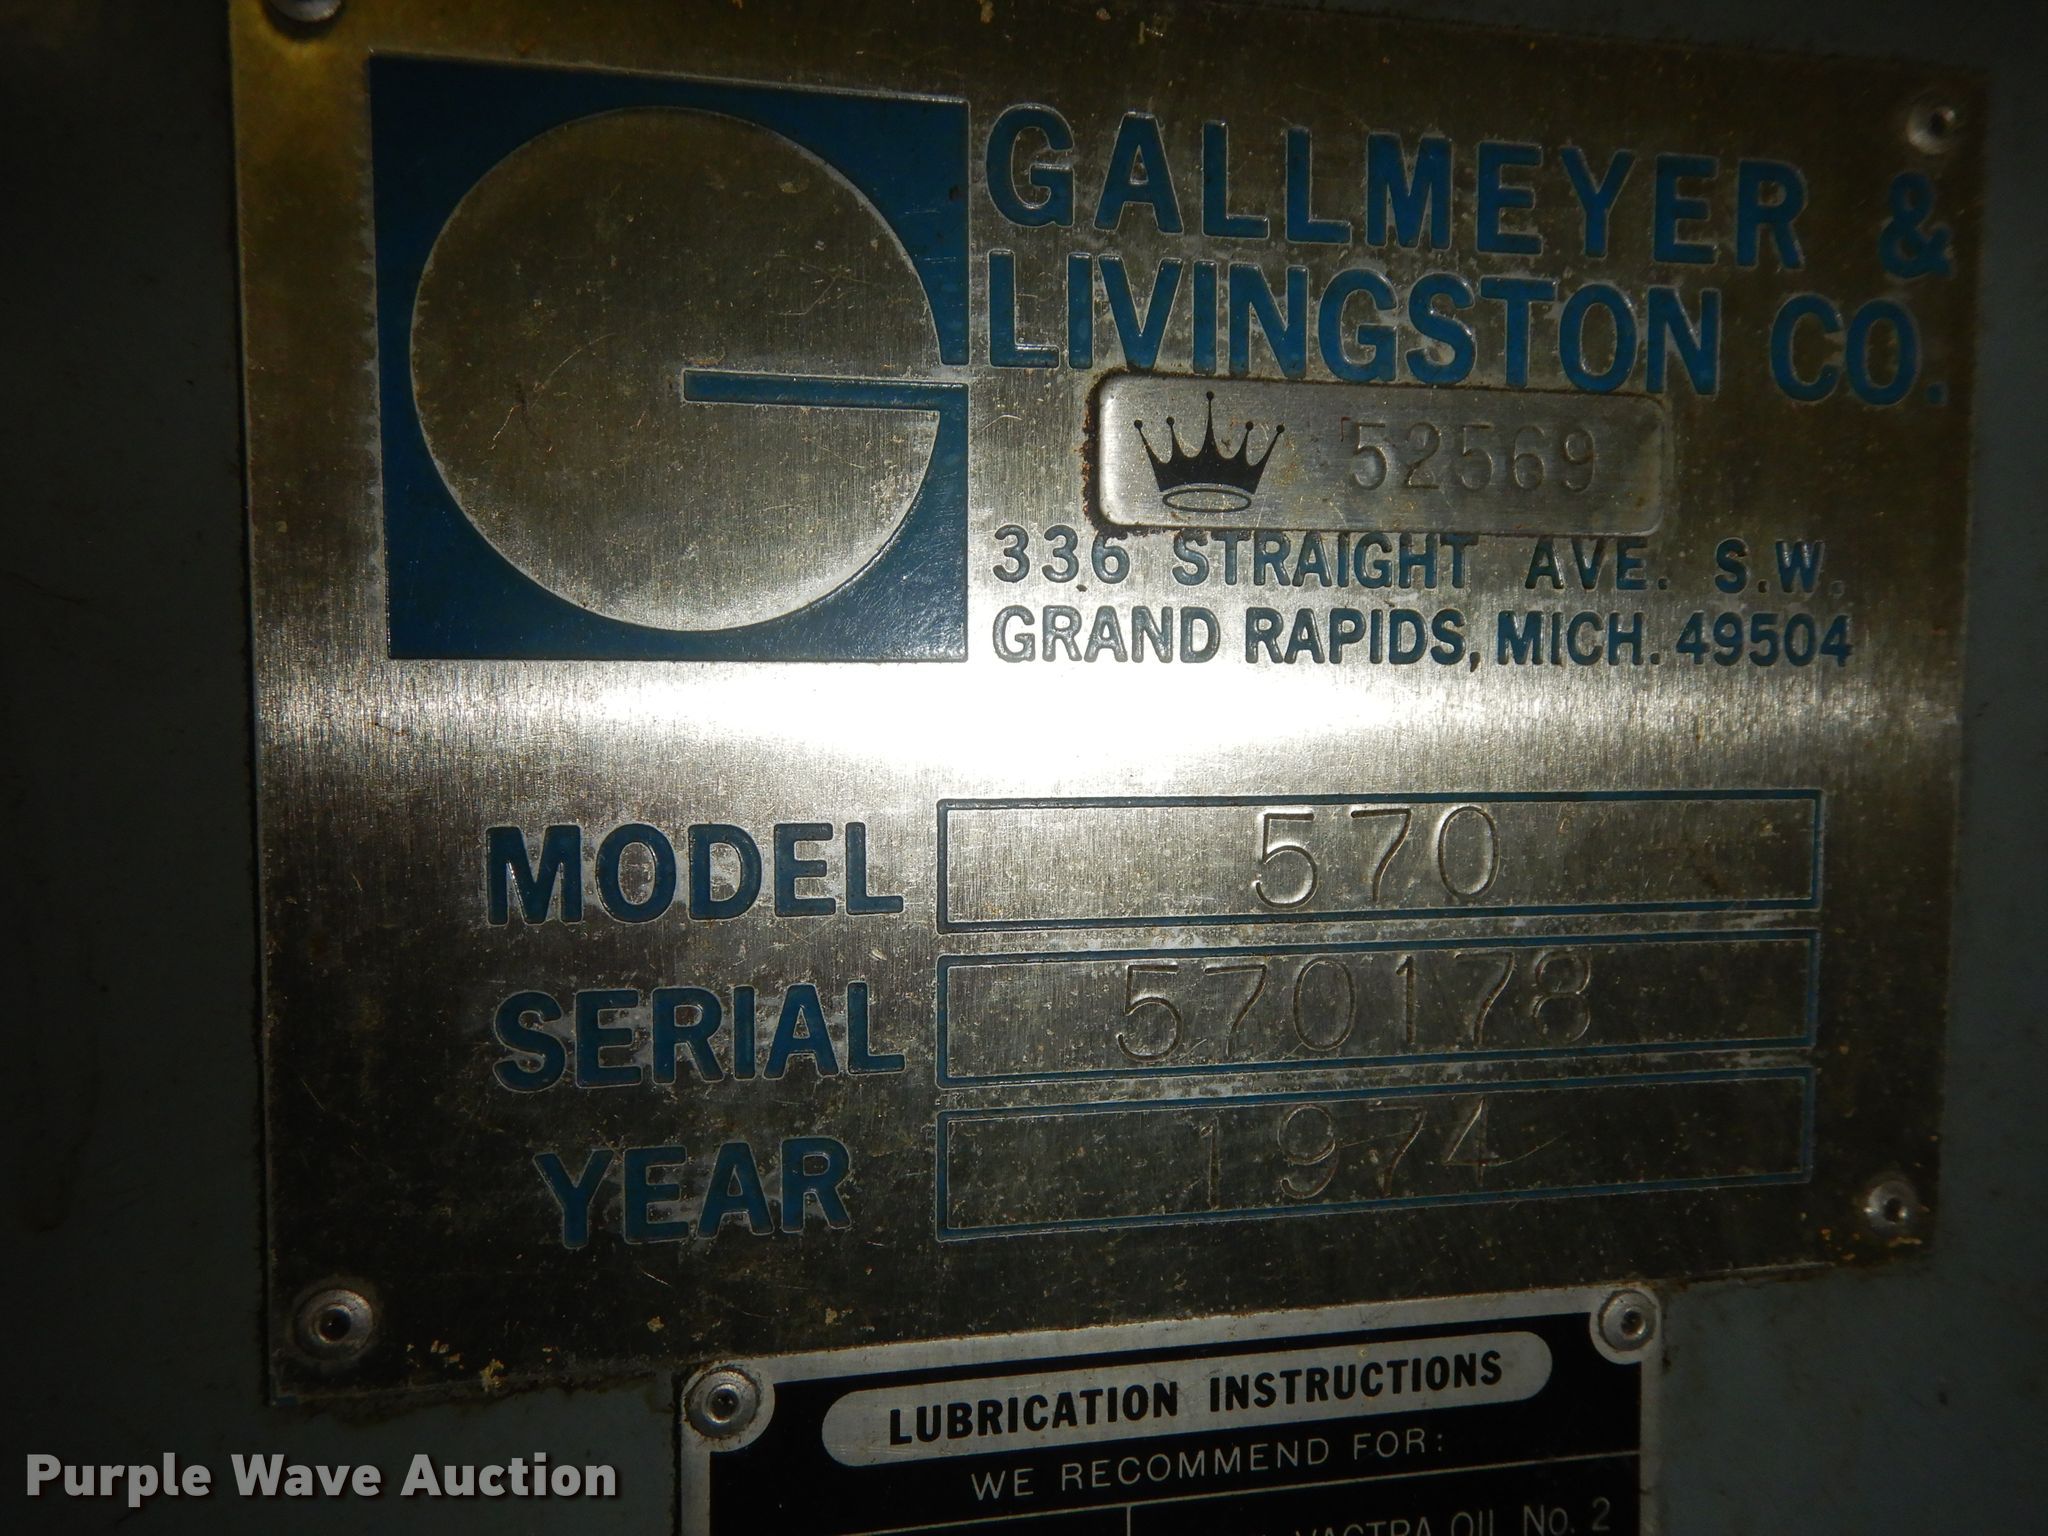 GALLMEYER &
LIVINGSTON CO.
52569
336 STRAIGHT AVE. S.W.
GRAND RAPIDS, MICH. 49504
MODEL 570
SERIAL 570178
YEAR 1974
LUBRICATION INSTRUCTIONS
WE RECOMMEND FOR:
VACTRA OIL No. 2
Purple Wave Auction